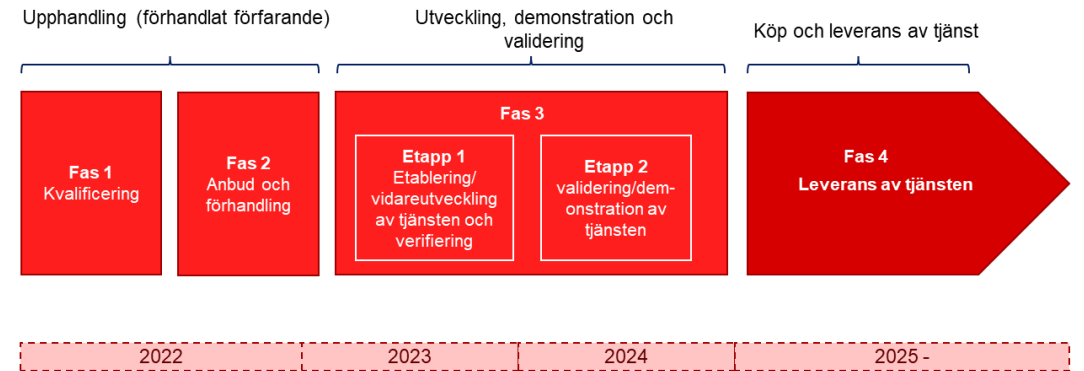 Upphandling (förhandlat förfarande)
Utveckling, demonstration och
validering
Köp och leverans av tjänst
Fas 1
Kvalificering
Fas 2
Anbud och
förhandling
Fas 3
Etapp 1
Etablering/
vidareutveckling
av tjänsten och
verifiering
Etapp 2
validering/dem-
onstration av
tjänsten
Fas 4
Leverans av tjänsten
2022
2023
2024
2025 -